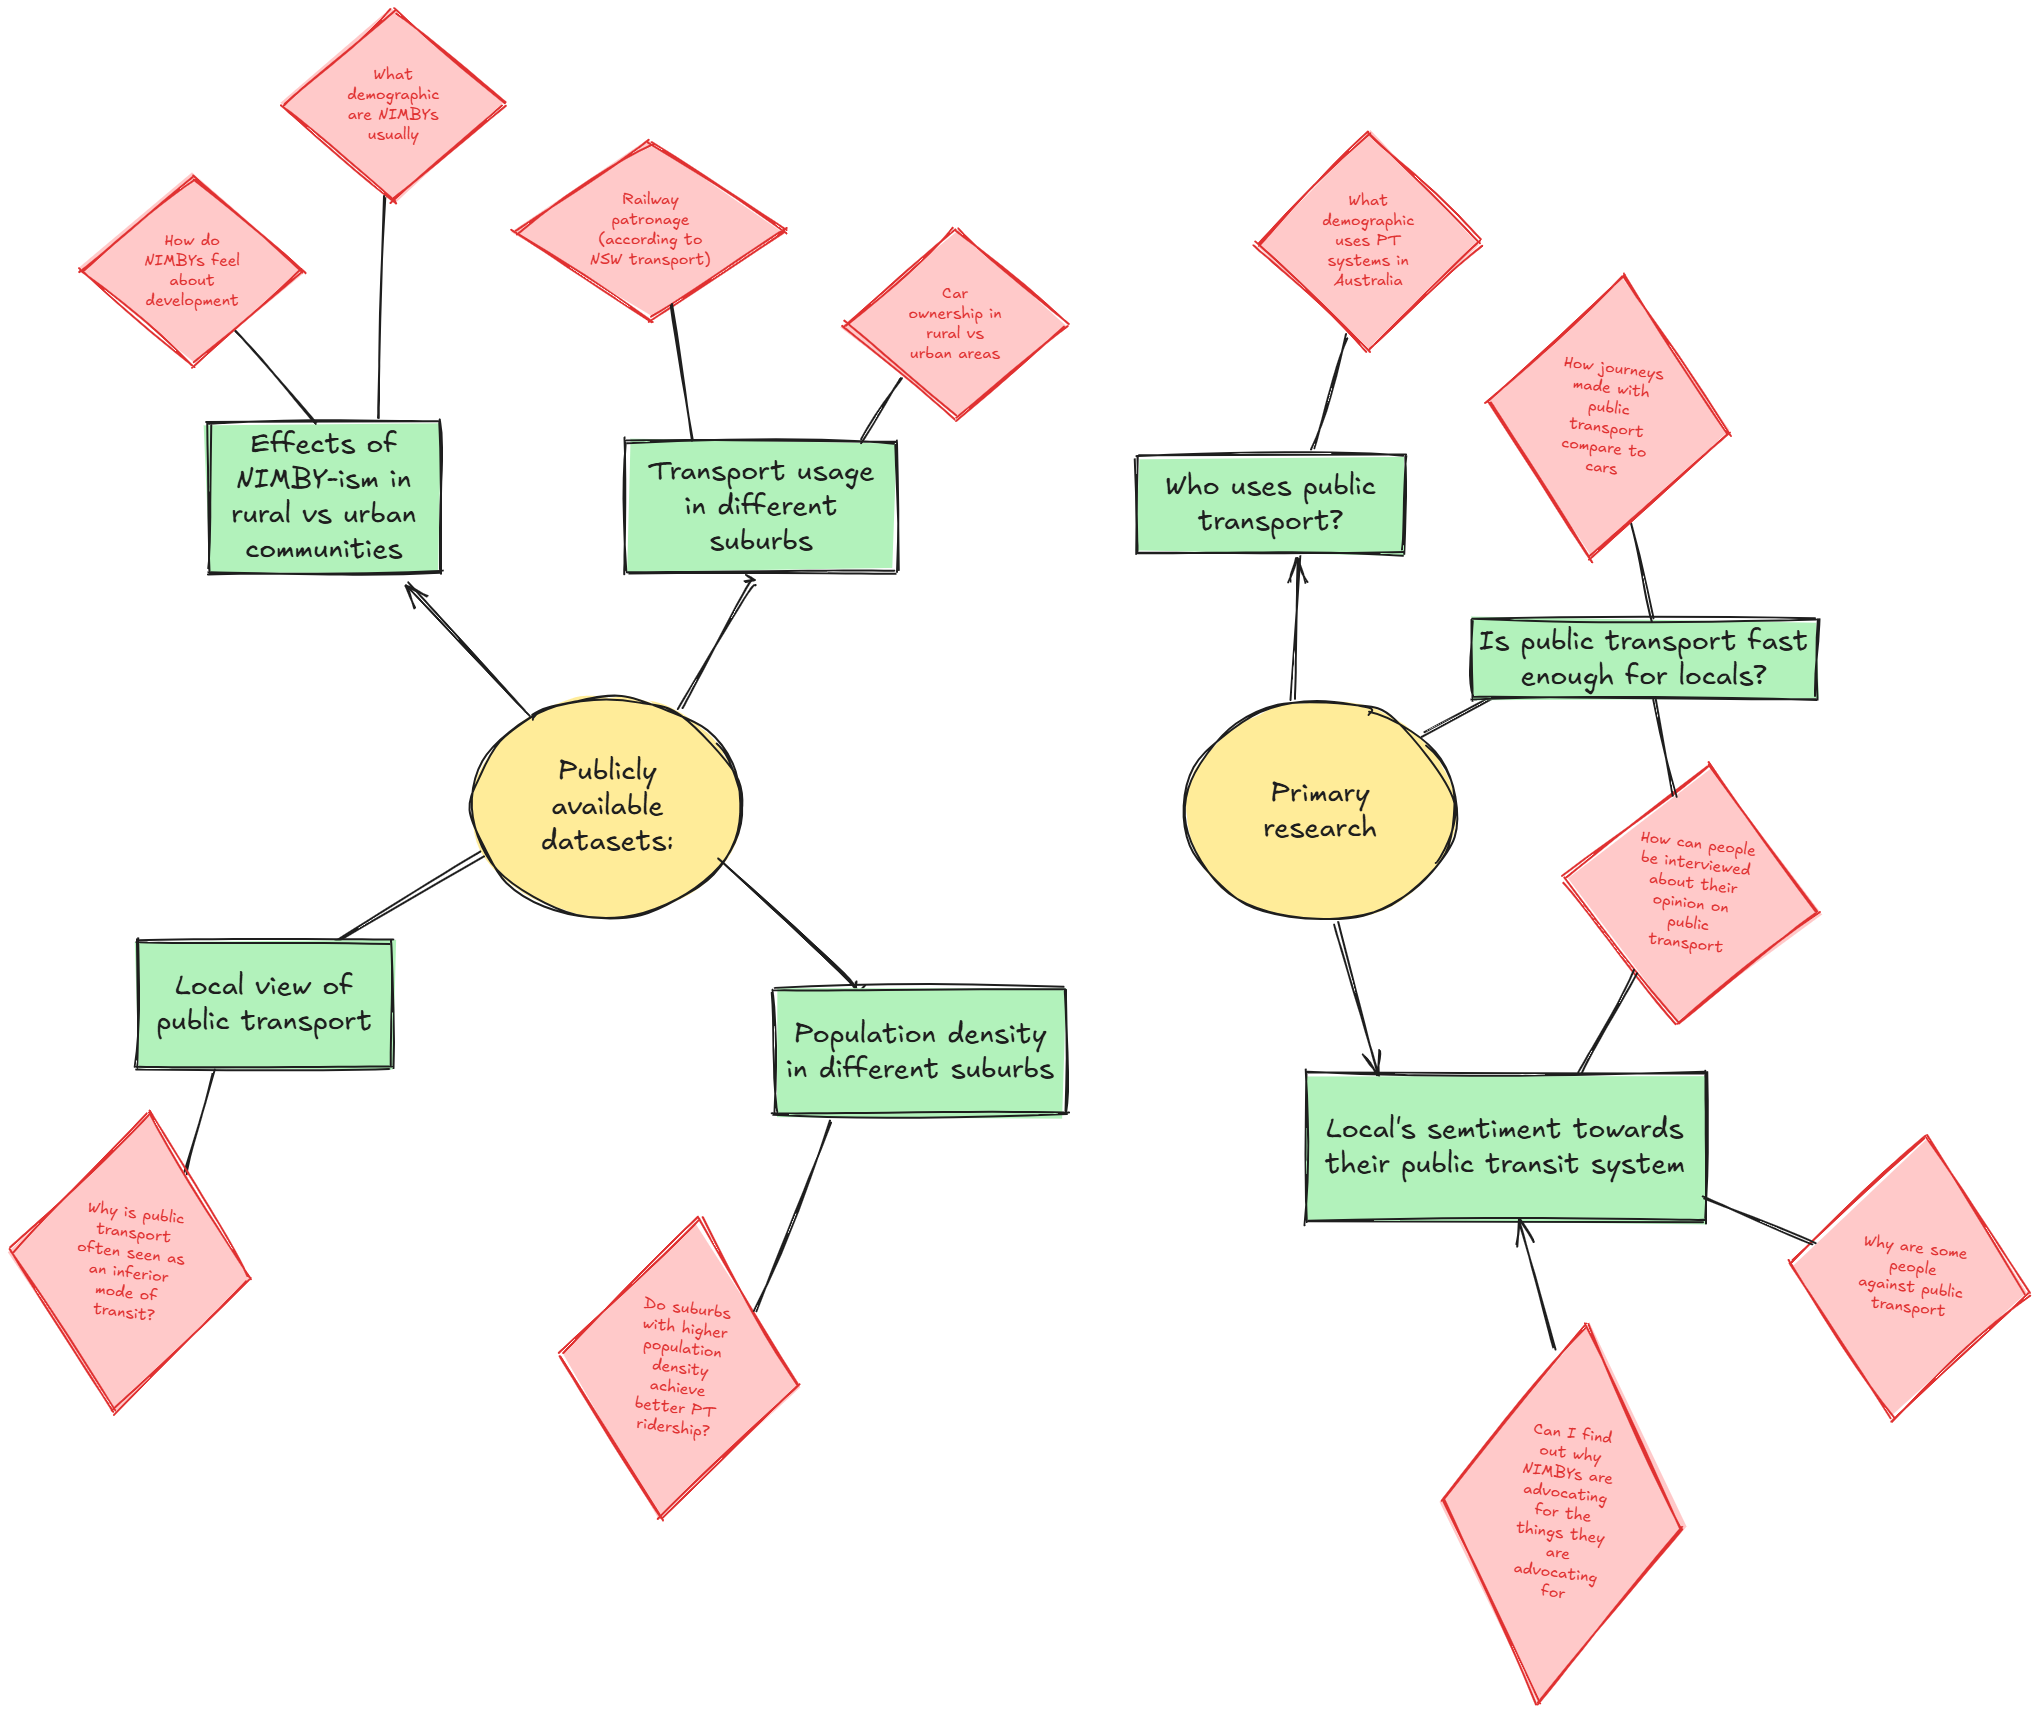 What
demographic
are NIMBYs
usually
How do
NIMBYs feel
about
development
Railway
patronage
(according to
NSW transport)
Car
ownership in
rural vs
urban areas
Effects of
NIMBY-ism in
rural vs urban
communities
Transport usage
in different
suburbs
Publicly
available
datasets:
Local view of
public transport
Population density
in different suburbs
Why is public
transport
often seen as
an inferior
mode of
transit?
Do suburbs
with higher
population
density
achieve
better PT
ridership?
What
demographic
uses PT
systems in
Australia
How journeys
made with
public
transport
compare to
cars
Who uses public
transport?
Is public transport fast
enough for locals?
Primary
research
How can people
be interviewed
about their
opinion on
public
transport
Local's semtiment towards
their public transit system
Why are some
people
against public
transport
Can I find
out why
NIMBYs are
advocating
for the
things they
are
advocating
for